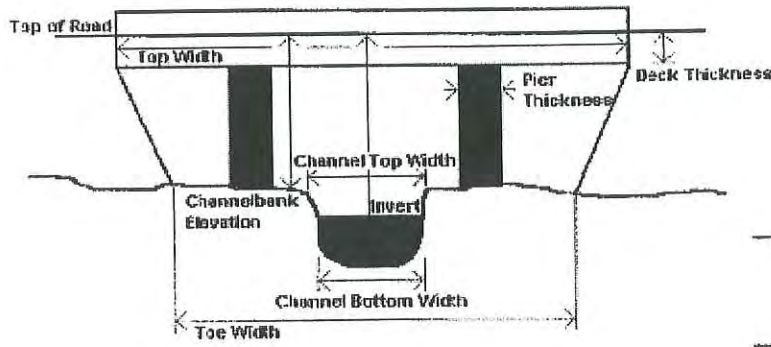 Top of Road
Top Width
Deck Thickness
Pier
Thickness
Channel Top Width
Channelbank
Elevation
Invert
Channel Bottom Width
Toe Width